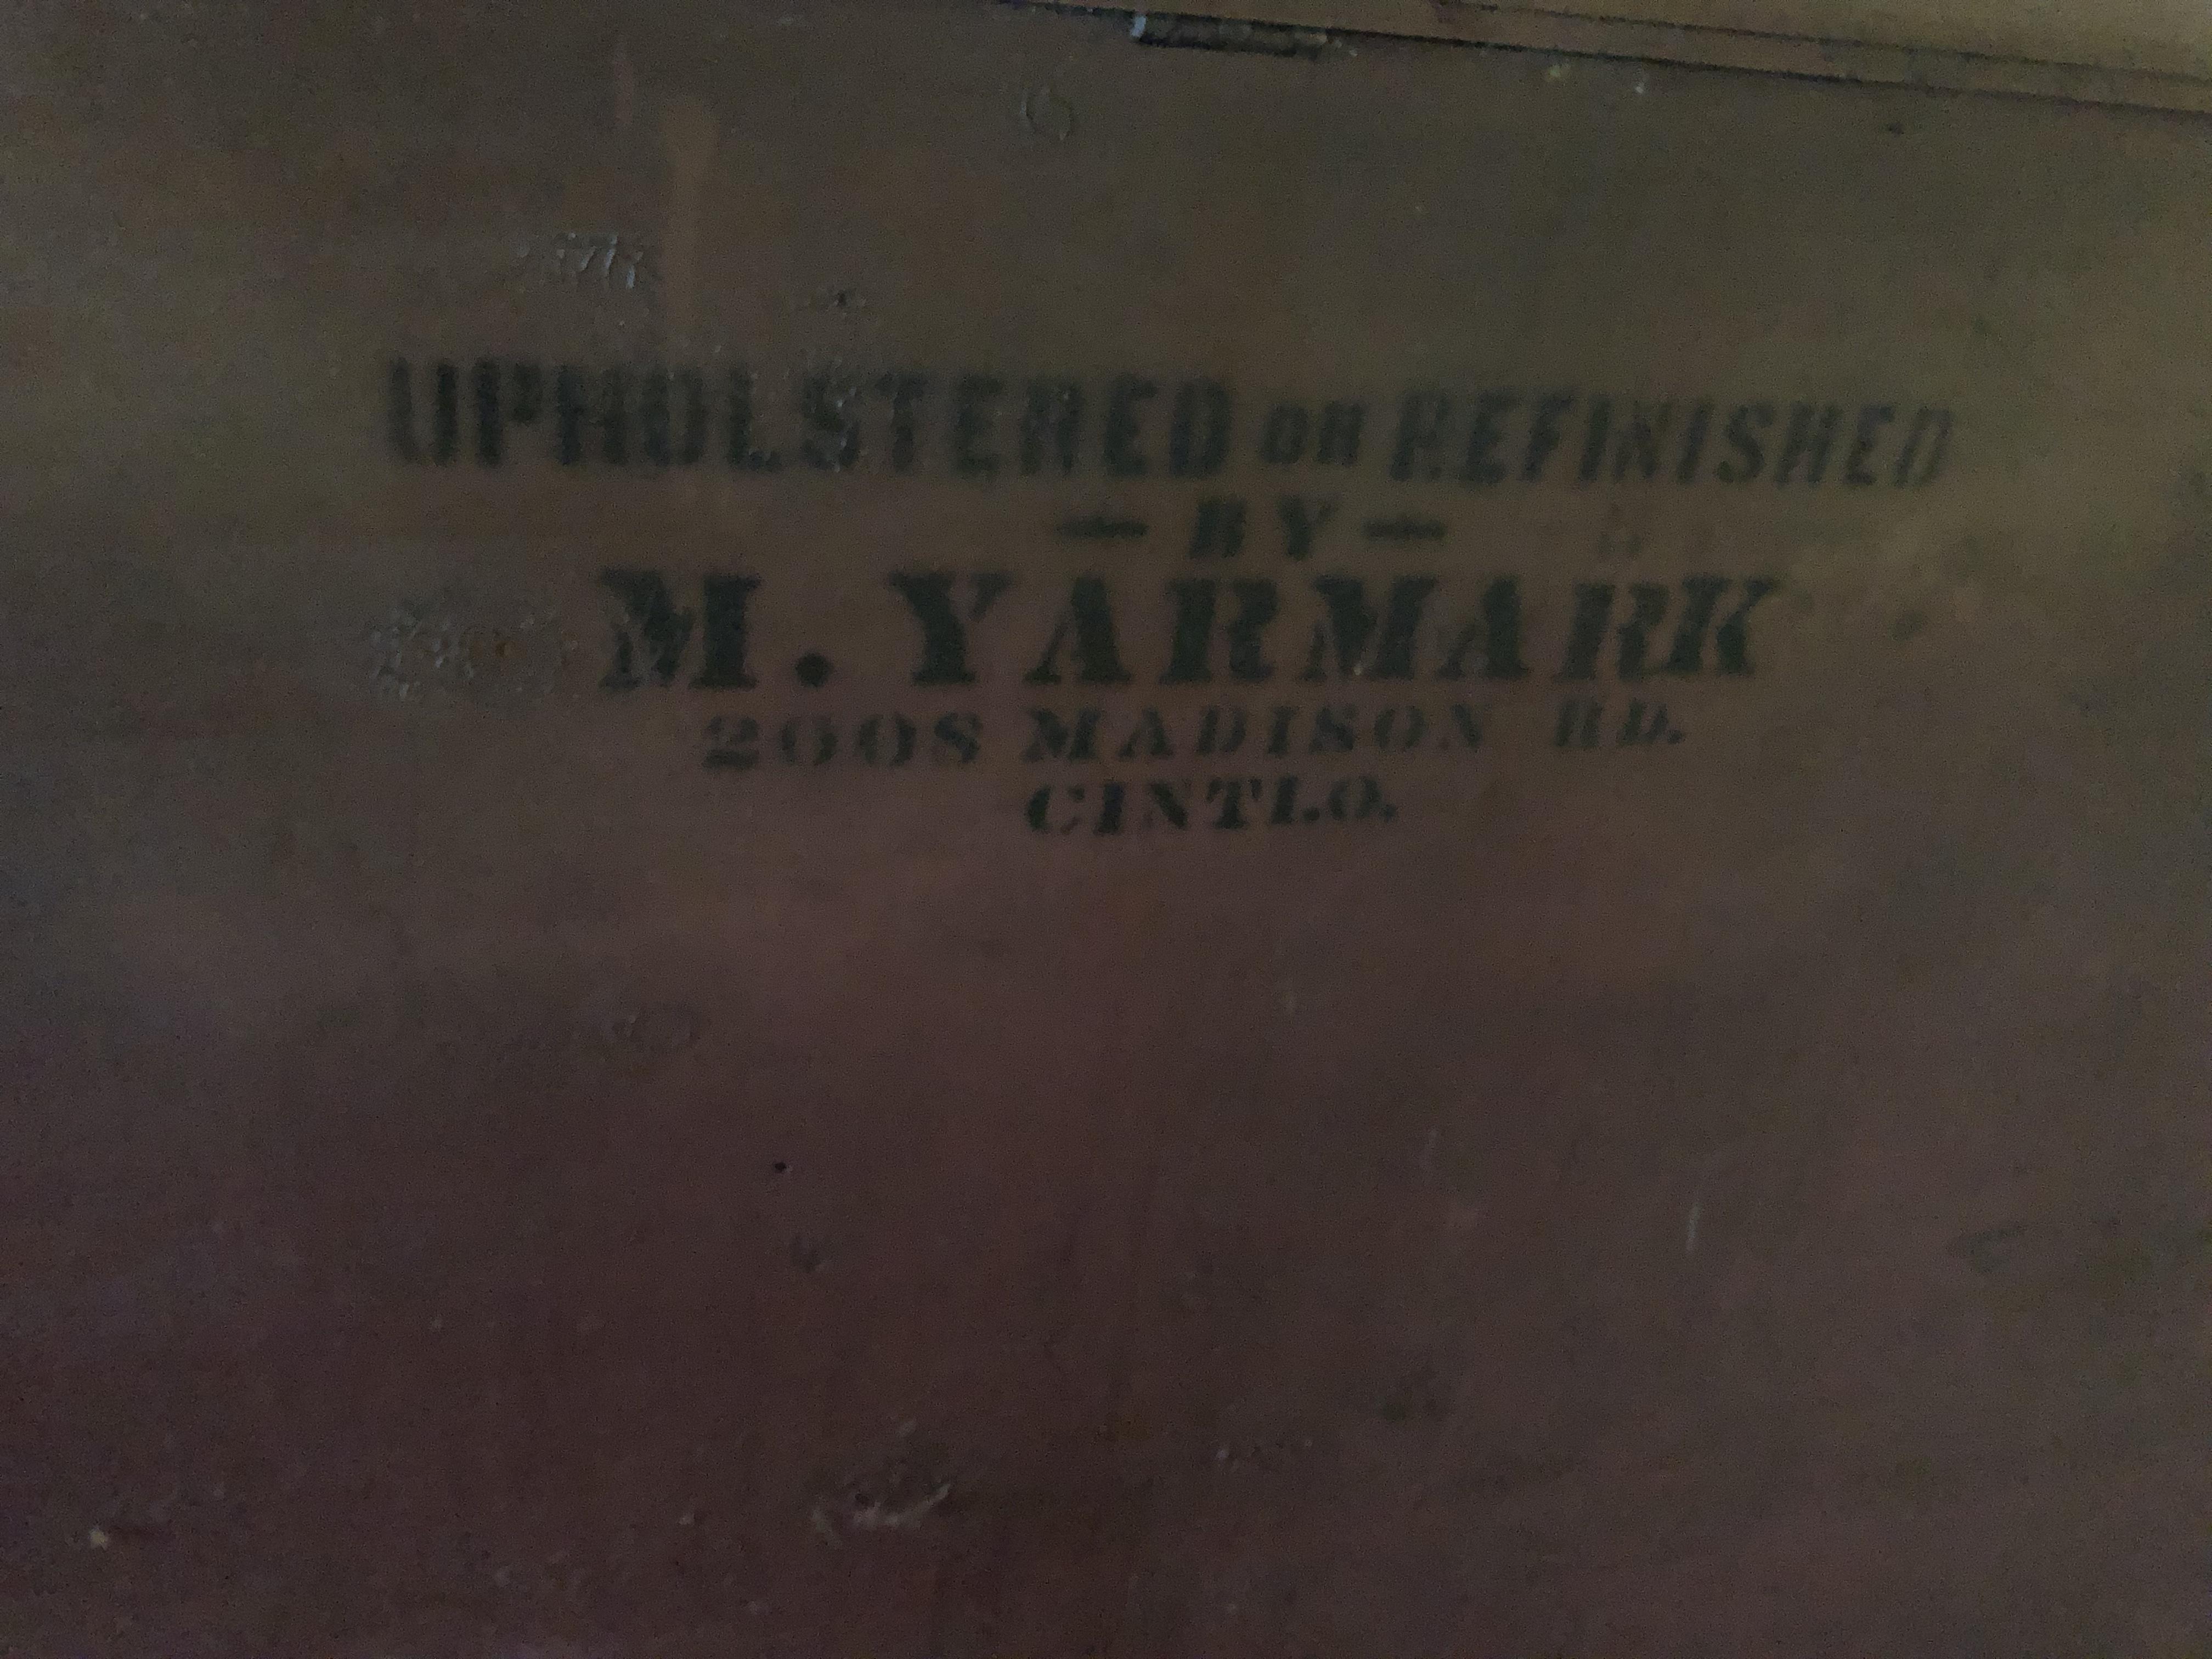 UPHOLSTERED OR REFINISHED
— BY —
M. YARMARK
2008 MADISON RD.
CINTI.O.